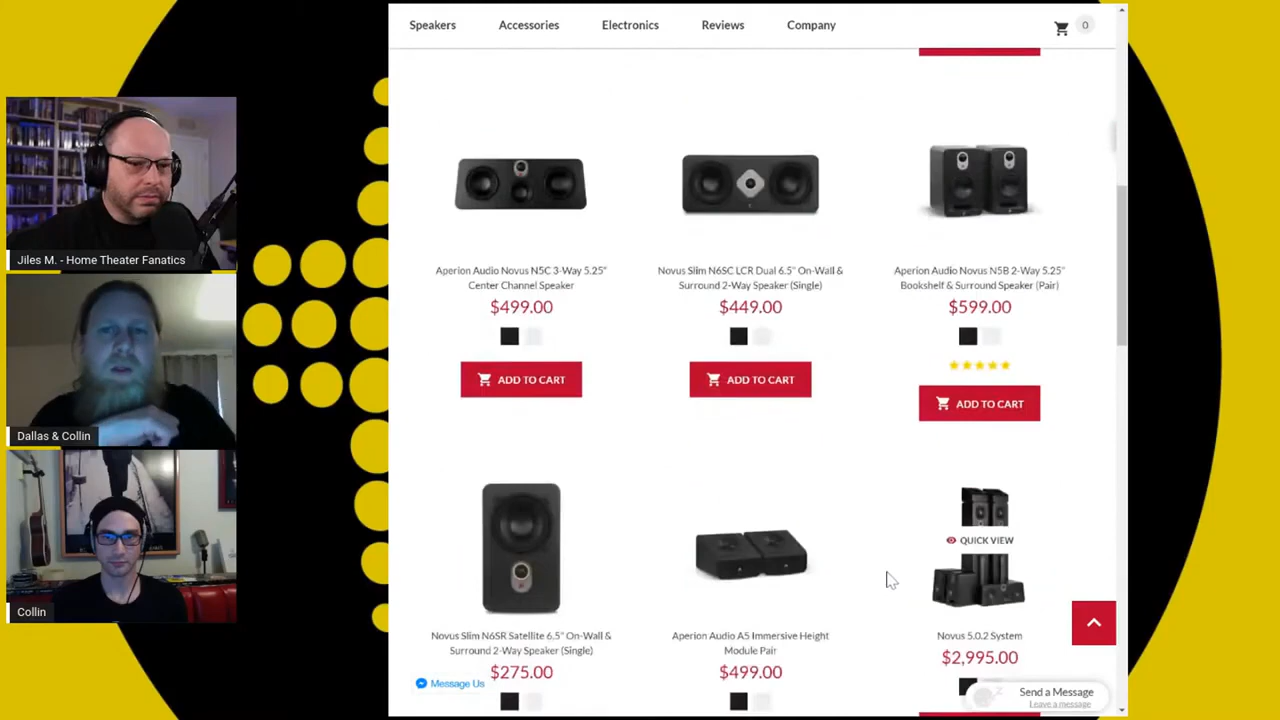 Speakers
Accessories
Electronics
Reviews
Company
0
Aperion Audio Novus N5C 3-Way 5.25"
Center Channel Speaker
$499.00
ADD TO CART
Novus Slim N6SC LCR Dual 6.5" On-Wall &
Surround 2-Way Speaker (Single)
$449.00
ADD TO CART
Aperion Audio Novus N5B 2-Way 5.25"
Bookshelf & Surround Speaker (Pair)
$599.00
ADD TO CART
Novus Slim N6SR Satellite 6.5" On-Wall &
Surround 2-Way Speaker (Single)
$275.00
Aperion Audio A5 Immersive Height
Module Pair
$499.00
QUICK VIEW
Novus 5.0.2 System
$2,995.00
Message Us
Send a Message
Leave a message
Jiles M. - Home Theater Fanatics
Dallas & Collin
Collin